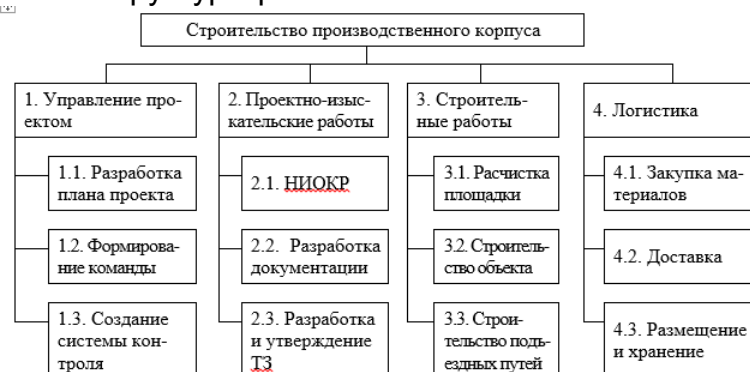 Строительство производственного корпуса
1. Управление про-
ектом
2. Проектно-изыс-
кательские работы
3. Строитель-
ные работы
4. Логистика
1.1. Разработка
плана проекта
2.1. НИОКР
3.1. Расчистка
площадки
4.1. Закупка ма-
териалов
1.2. Формирова-
ние команды
2.2. Разработка
документации
3.2. Строитель-
ство объекта
4.2. Доставка
1.3. Создание
системы кон-
троля
2.3. Разработка
и утверждение
ТЗ
3.3. Строи-
тельство подъ-
ездных путей
4.3. Размещение
и хранение